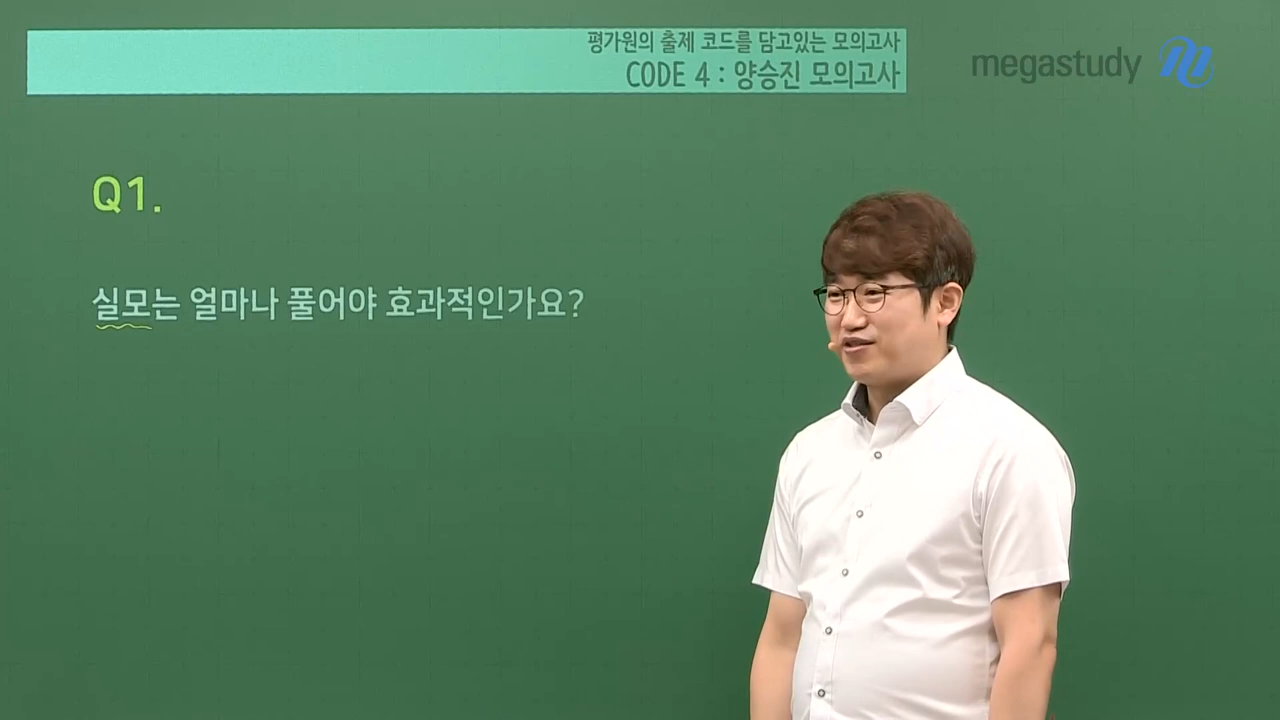 평가원의 출제 코드를 담고있는 모의고사
CODE 4 : 양승진 모의고사
megastudy
Q1.
실모는 얼마나 풀어야 효과적인가요?